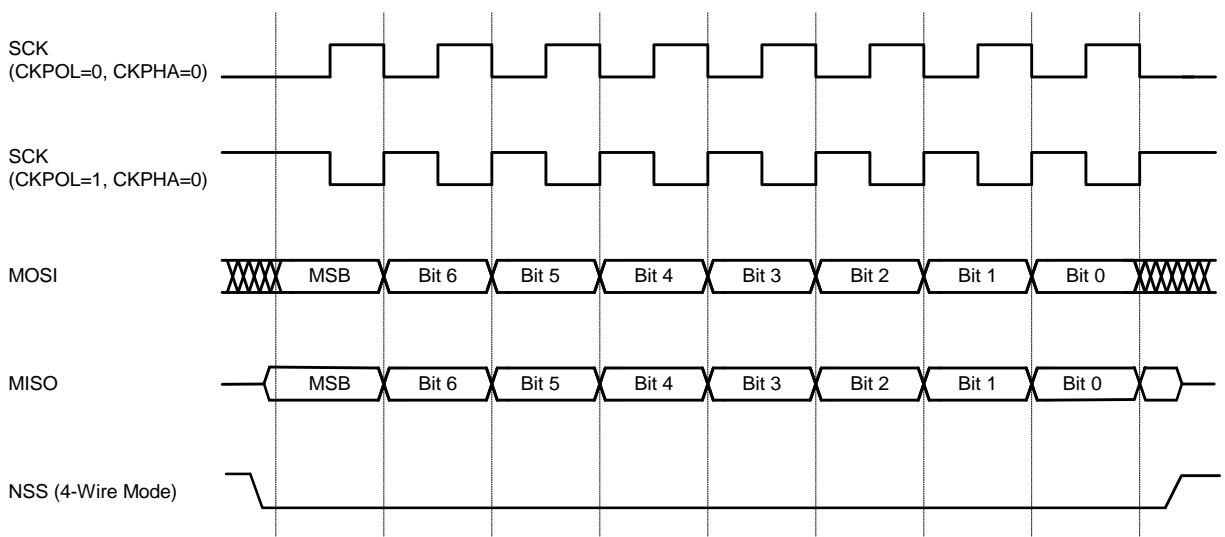 SCK
(CKPOL=0, CKPHA=0)
SCK
(CKPOL=1, CKPHA=0)
MOSI MSB Bit 6 Bit 5 Bit 4 Bit 3 Bit 2 Bit 1 Bit 0
MISO MSB Bit 6 Bit 5 Bit 4 Bit 3 Bit 2 Bit 1 Bit 0
NSS (4-Wire Mode)